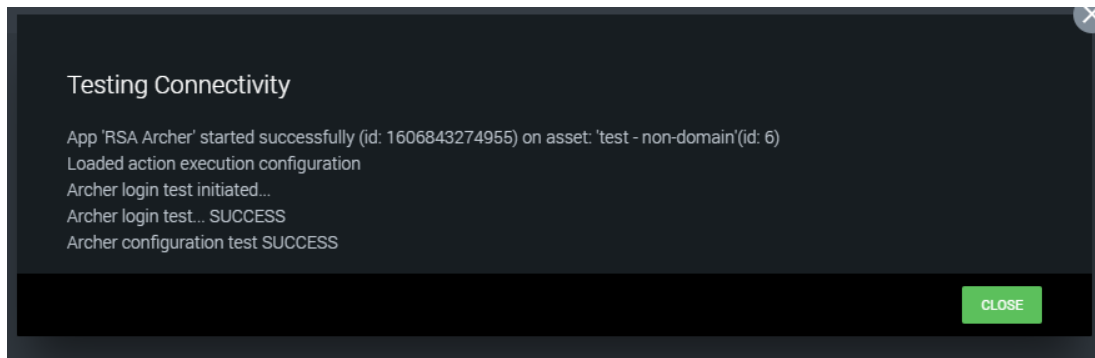 Testing Connectivity
App 'RSA Archer' started successfully (id: 1606843274955) on asset: 'test - non-domain'(id: 6)
Loaded action execution configuration
Archer login test initiated...
Archer login test... SUCCESS
Archer configuration test SUCCESS
CLOSE